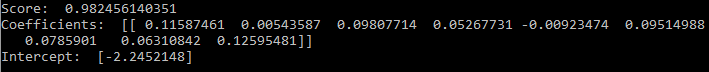 Score:  0.982456140351
Coefficients:  [[ 0.11587461  0.00543587  0.09807714  0.05267731 -0.00923474  0.09514988
   0.0785901   0.06310842  0.12595481]]
Intercept:  [-2.2452148]